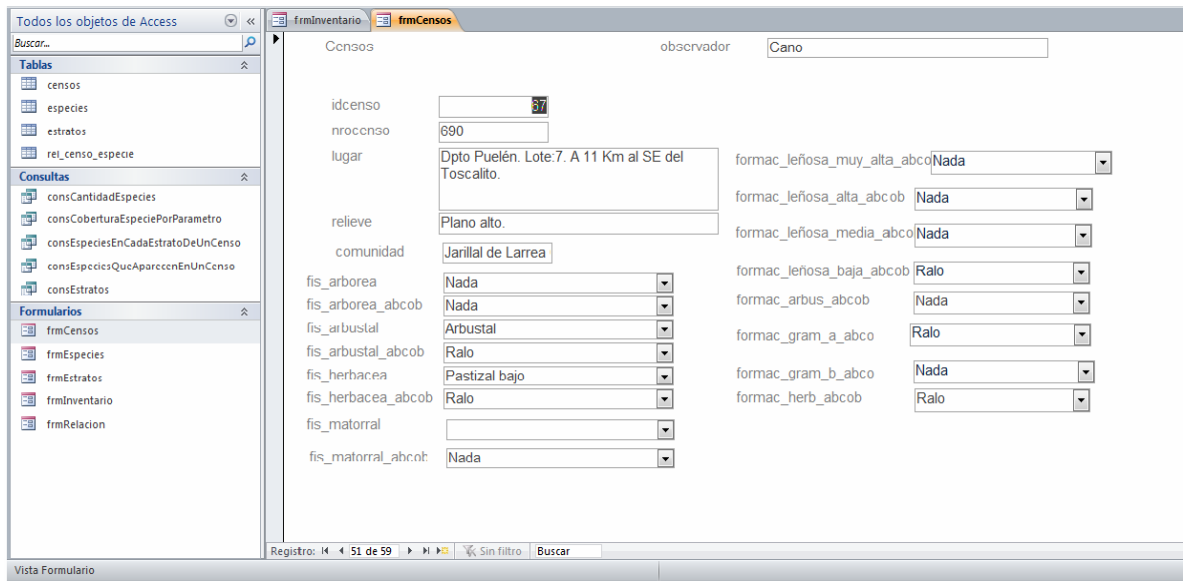 Todos los objetos de Access
Buscar...
Tablas
censos
especies
estratos
rel_censo_especie
Consultas
consCantidadEspecies
consCoberturaEspeciePorParametro
consEspeciesEnCadaEstratoDeUnCenso
consEspeciesQueAparecenEnUnCenso
consEstratos
Formularios
frmCensos
frmEspecies
frmEstratos
frmInventario
frmRelacion
frmInventario
frmCensos
Censos
observador Cano
idcenso 67
nrocenso 690
lugar Dpto Puelén. Lote:7. A 11 Km al SE del
Toscalito.
relieve Plano alto.
comunidad Jarillal de Larrea
fis_arborea Nada
fis_arborea_abcob Nada
fis_arbustal Arbustal
fis_arbustal_abcob Ralo
fis_herbacea Pastizal bajo
fis_herbacea_abcob Ralo
fis_matorral
fis_matorral_abcob Nada
formac_leñosa_muy_alta_abco Nada
formac_leñosa_alta_abcob Nada
formac_leñosa_media_abco Nada
formac_leñosa_baja_abcob Ralo
formac_arbus_abcob Nada
formac_gram_a_abco Ralo
formac_gram_b_abco Nada
formac_herb_abcob Ralo
Registro: 51 de 59 Sin filtro Buscar
Vista Formulario